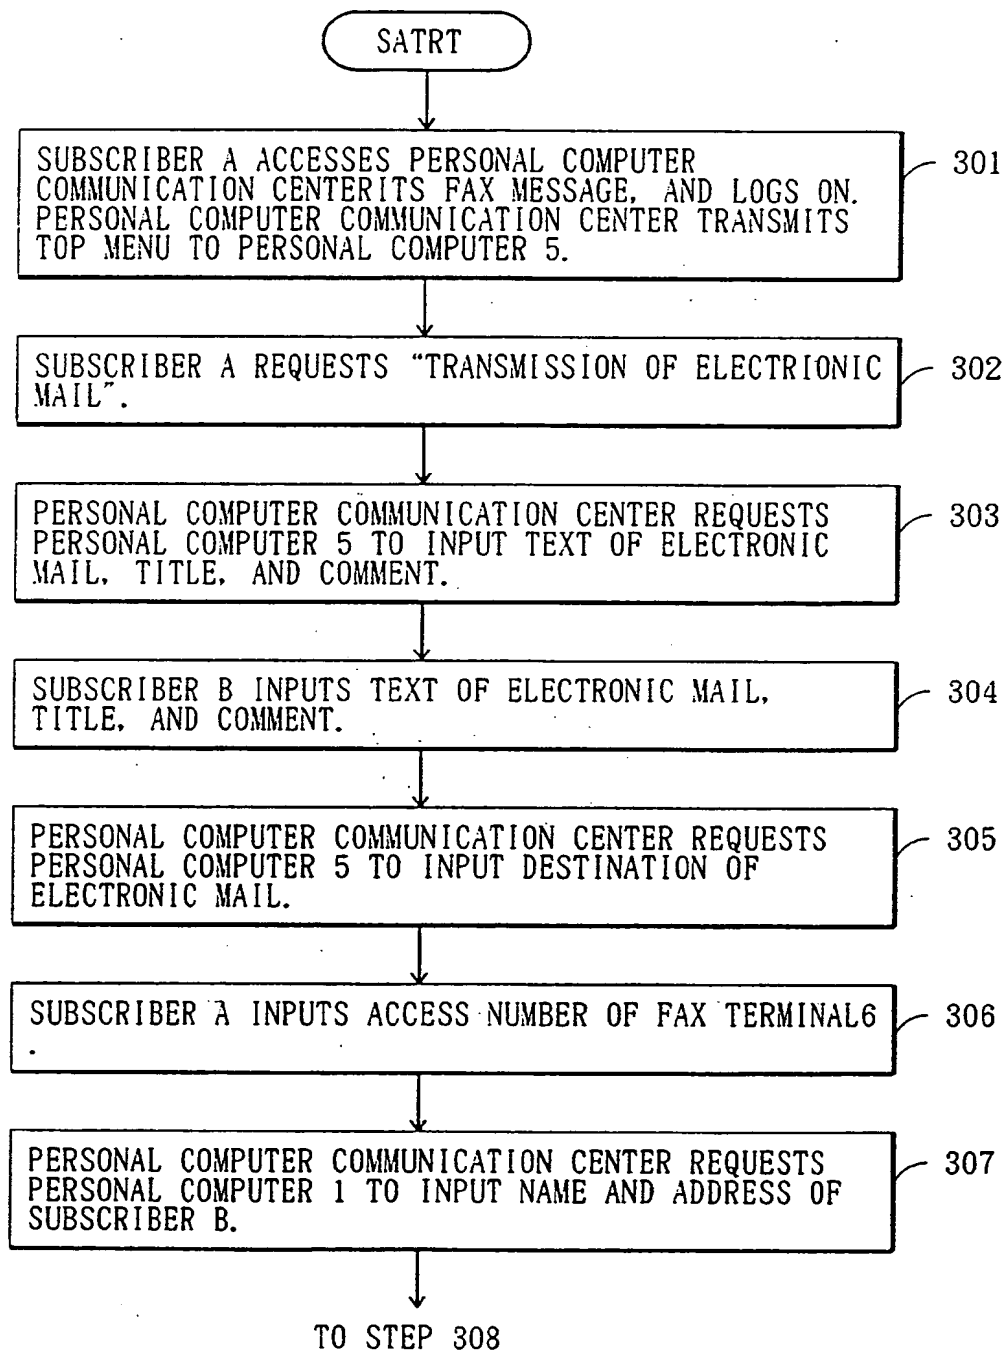 SATRT
SUBSCRIBER A ACCESSES PERSONAL COMPUTER
COMMUNICATION CENTERITS FAX MESSAGE, AND LOGS ON.
PERSONAL COMPUTER COMMUNICATION CENTER TRANSMITS
TOP MENU TO PERSONAL COMPUTER 5.
301
SUBSCRIBER A REQUESTS “TRANSMISSION OF ELECTRIONIC
MAIL”.
302
PERSONAL COMPUTER COMMUNICATION CENTER REQUESTS
PERSONAL COMPUTER 5 TO INPUT TEXT OF ELECTRONIC
MAIL, TITLE, AND COMMENT.
303
SUBSCRIBER B INPUTS TEXT OF ELECTRONIC MAIL,
TITLE, AND COMMENT.
304
PERSONAL COMPUTER COMMUNICATION CENTER REQUESTS
PERSONAL COMPUTER 5 TO INPUT DESTINATION OF
ELECTRONIC MAIL.
305
SUBSCRIBER A INPUTS ACCESS NUMBER OF FAX TERMINAL6
.
306
PERSONAL COMPUTER COMMUNICATION CENTER REQUESTS
PERSONAL COMPUTER 1 TO INPUT NAME AND ADDRESS OF
SUBSCRIBER B.
307
TO STEP 308